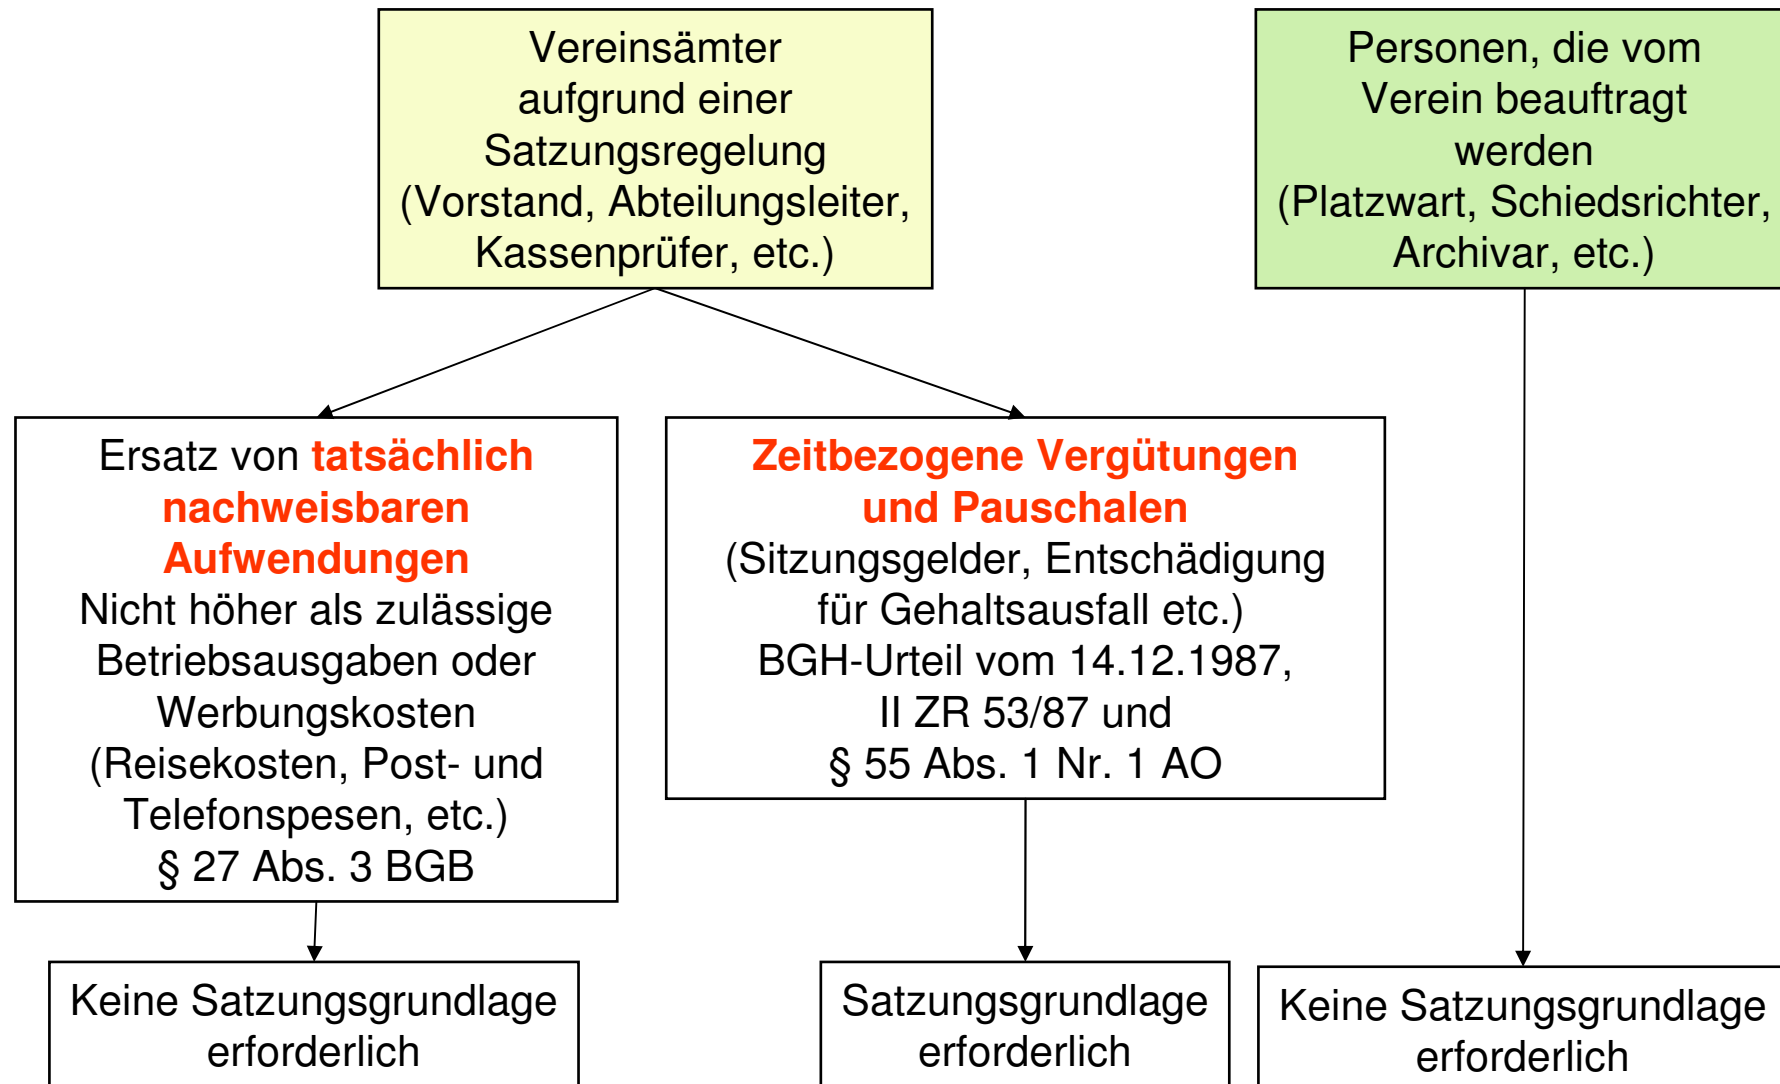 Vereinsämter
aufgrund einer
Satzungsregelung
(Vorstand, Abteilungsleiter,
Kassenprüfer, etc.)
Personen, die vom
Verein beauftragt
werden
(Platzwart, Schiedsrichter,
Archivar, etc.)
Ersatz von tatsächlich
nachweisbaren
Aufwendungen
Nicht höher als zulässige
Betriebsausgaben oder
Werbungskosten
(Reisekosten, Post- und
Telefonspesen, etc.)
§ 27 Abs. 3 BGB
Zeitbezogene Vergütungen
und Pauschalen
(Sitzungsgelder, Entschädigung
für Gehaltsausfall etc.)
BGH-Urteil vom 14.12.1987,
II ZR 53/87 und
§ 55 Abs. 1 Nr. 1 AO
Keine Satzungsgrundlage
erforderlich
Satzungsgrundlage
erforderlich
Keine Satzungsgrundlage
erforderlich